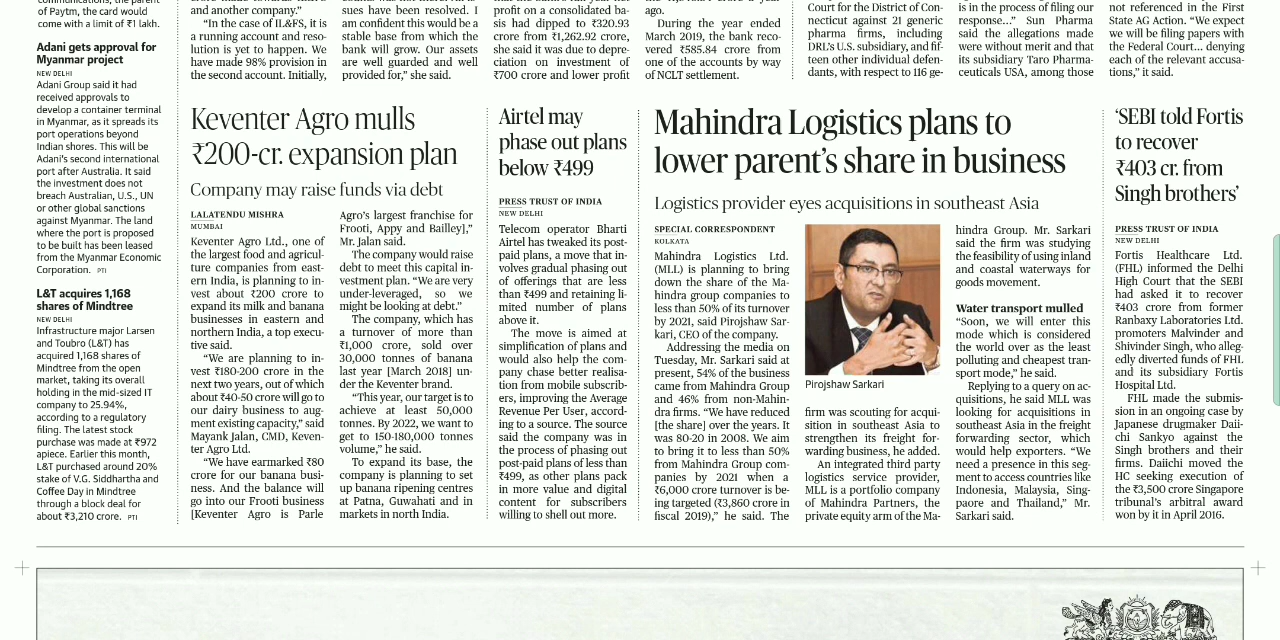 communications, the parent
of Paytm, the card would
come with a limit of ₹1 lakh.
Adani gets approval for
Myanmar project
NEW DELHI
Adani Group said it had
received approvals to
develop a container terminal
in Myanmar, as it spreads its
port operations beyond
Indian shores. This will be
Adani's second international
port after Australia. It said
the investment does not
breach Australian, U.S., UN
or other global sanctions
against Myanmar. The land
where the port is proposed
to be built has been leased
from the Myanmar Economic
Corporation. PTI
L&T acquires 1,168
shares of Mindtree
NEW DELHI
Infrastructure major Larsen
and Toubro (L&T) has
acquired 1,168 shares of
Mindtree from the open
market, taking its overall
holding in the mid-sized IT
company to 25.94%,
according to a regulatory
filing. The latest stock
purchase was made at ₹972
apiece. Earlier this month,
L&T purchased around 20%
stake of V.G. Siddhartha and
Coffee Day in Mindtree
through a block deal for
about ₹3,210 crore. PTI
and another company."
"In the case of IL&FS, it is
a running account and reso-
lution is yet to happen. We
have made 98% provision in
the second account. Initially,
sues have been resolved. I
am confident this would be a
stable base from which the
bank will grow. Our assets
are well guarded and well
provided for," she said.
profit on a consolidated ba-
sis had dipped to ₹320.93
crore from ₹1,262.92 crore,
she said it was due to depre-
ciation on investment of
₹700 crore and lower profit
ago.
During the year ended
March 2019, the bank reco-
vered ₹585.84 crore from
one of the accounts by way
of NCLT settlement.
Court for the District of Con-
necticut against 21 generic
pharma firms, including
DRL's U.S. subsidiary, and fif-
teen other individual defen-
dants, with respect to 116 ge-
is in the process of filing our
response..." Sun Pharma
said the allegations made
were without merit and that
its subsidiary Taro Pharma-
ceuticals USA, among those
not referenced in the First
State AG Action. "We expect
we will be filing papers with
the Federal Court... denying
each of the relevant accusa-
tions," it said.
Keventer Agro mulls
₹200-cr. expansion plan
Company may raise funds via debt
LALATENDU MISHRA
MUMBAI
Keventer Agro Ltd., one of
the largest food and agricul-
ture companies from east-
ern India, is planning to in-
vest about ₹200 crore to
expand its milk and banana
businesses in eastern and
northern India, a top execu-
tive said.
"We are planning to in-
vest ₹180-200 crore in the
next two years, out of which
about ₹40-50 crore will go to
our dairy business to aug-
ment existing capacity," said
Mayank Jalan, CMD, Keven-
ter Agro Ltd.
"We have earmarked ₹80
crore for our banana busi-
ness. And the balance will
go into our Frooti business
[Keventer Agro is Parle
Agro's largest franchise for
Frooti, Appy and Bailley],"
Mr. Jalan said.
The company would raise
debt to meet this capital in-
vestment plan. "We are very
under-leveraged, so we
might be looking at debt."
The company, which has
a turnover of more than
₹1,000 crore, sold over
30,000 tonnes of banana
last year [March 2018] un-
der the Keventer brand.
"This year, our target is to
achieve at least 50,000
tonnes. By 2022, we want to
get to 150-180,000 tonnes
volume," he said.
To expand its base, the
company is planning to set
up banana ripening centres
at Patna, Guwahati and in
markets in north India.
Airtel may
phase out plans
below ₹499
PRESS TRUST OF INDIA
NEW DELHI
Telecom operator Bharti
Airtel has tweaked its post-
paid plans, a move that in-
volves gradual phasing out
of offerings that are less
than ₹499 and retaining li-
mited number of plans
above it.
The move is aimed at
simplification of plans and
would also help the com-
pany chase better realisa-
tion from mobile subscrib-
ers, improving the Average
Revenue Per User, accord-
ing to a source. The source
said the company was in
the process of phasing out
post-paid plans of less than
₹499, as other plans pack
in more value and digital
content for subscribers
willing to shell out more.
Mahindra Logistics plans to
lower parent's share in business
Logistics provider eyes acquisitions in southeast Asia
SPECIAL CORRESPONDENT
KOLKATA
Mahindra Logistics Ltd.
(MLL) is planning to bring
down the share of the Ma-
hindra group companies to
less than 50% of its turnover
by 2021, said Pirojshaw Sar-
kari, CEO of the company.
Addressing the media on
Tuesday, Mr. Sarkari said at
present, 54% of the business
came from Mahindra Group
and 46% from non-Mahin-
dra firms. "We have reduced
[the share] over the years. It
was 80-20 in 2008. We aim
to bring it to less than 50%
from Mahindra Group com-
panies by 2021 when a
₹6,000 crore turnover is be-
ing targeted (₹3,860 crore in
fiscal 2019)," he said. The
Pirojshaw Sarkari
firm was scouting for acqui-
sition in southeast Asia to
strengthen its freight for-
warding business, he added.
An integrated third party
logistics service provider,
MLL is a portfolio company
of Mahindra Partners, the
private equity arm of the Ma-
hindra Group. Mr. Sarkari
said the firm was studying
the feasibility of using inland
and coastal waterways for
goods movement.
Water transport mulled
"Soon, we will enter this
mode which is considered
the world over as the least
polluting and cheapest tran-
sport mode," he said.
Replying to a query on ac-
quisitions, he said MLL was
looking for acquisitions in
southeast Asia in the freight
forwarding sector, which
would help exporters. "We
need a presence in this seg-
ment to access countries like
Indonesia, Malaysia, Sing-
paore and Thailand," Mr.
Sarkari said.
'SEBI told Fortis
to recover
₹403 cr. from
Singh brothers'
PRESS TRUST OF INDIA
NEW DELHI
Fortis Healthcare Ltd.
(FHL) informed the Delhi
High Court that the SEBI
had asked it to recover
₹403 crore from former
Ranbaxy Laboratories Ltd.
promoters Malvinder and
Shivinder Singh, who alleg-
edly diverted funds of FHL
and its subsidiary Fortis
Hospital Ltd.
FHL made the submis-
sion in an ongoing case by
Japanese drugmaker Daii-
chi Sankyo against the
Singh brothers and their
firms. Daiichi moved the
HC seeking execution of
the ₹3,500 crore Singapore
tribunal's arbitral award
won by it in April 2016.